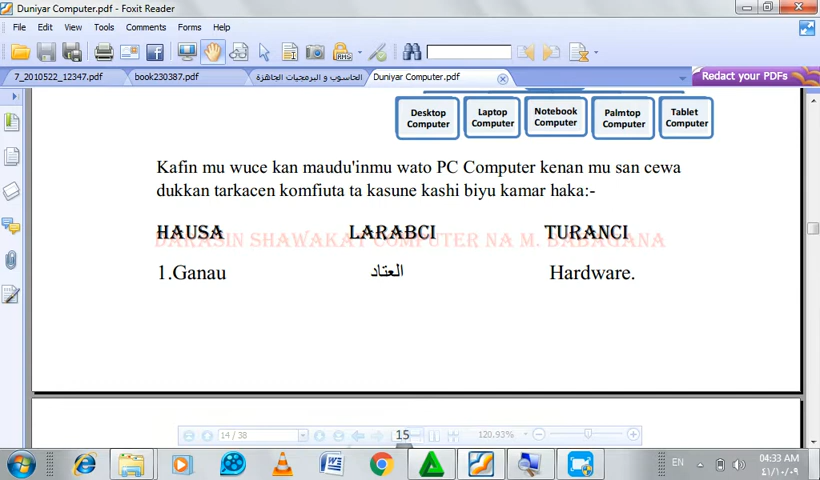 Duniyar Computer.pdf - Foxit Reader
File Edit View Tools Comments Forms Help
7_2010522_12347.pdf book230387.pdf الحاسوب و البرمجيات الجاهزة Duniyar Computer.pdf Redact your PDFs
Desktop Computer Laptop Computer Notebook Computer Palmtop Computer Tablet Computer
Kafin mu wuce kan maudu'inmu wato PC Computer kenan mu san cewa
dukkan tarkacen komfiuta ta kasune kashi biyu kamar haka:-
HAUSA LARABCI TURANCI
DARASIN SHAWAKAY COMPUTER NA M. BABAGANA
1.Ganau العتاد Hardware.
14 / 38 15 120.93%
EN 04:33 AM
٤١/١٠/٠٩